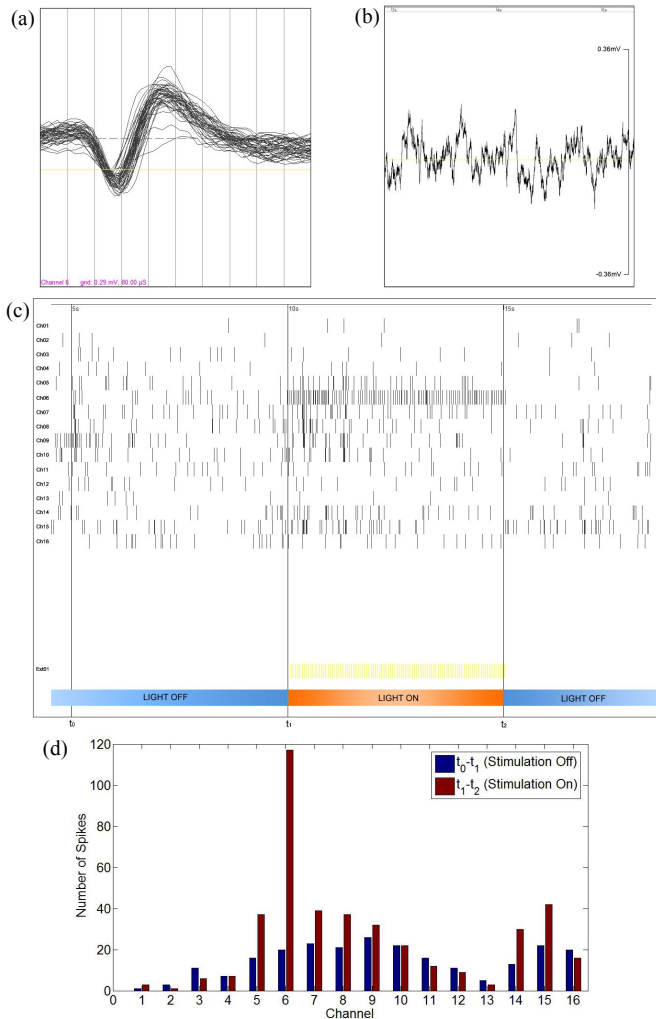 (a)
Channel 6 grid: 0.29 mV, 80.00 µS
(b)
4s
0.36mV
-0.36mV
(c)
5s 10s 15s
Ch01
Ch02
Ch03
Ch04
Ch05
Ch06
Ch07
Ch08
Ch09
Ch10
Ch11
Ch12
Ch13
Ch14
Ch15
Ch16
Ext01
LIGHT OFF LIGHT ON LIGHT OFF
t₀ t₁ t₂
(d)
120
100
80
60
40
20
0
t₀-t₁ (Stimulation Off)
t₁-t₂ (Stimulation On)
Number of Spikes
0 1 2 3 4 5 6 7 8 9 10 11 12 13 14 15 16
Channel